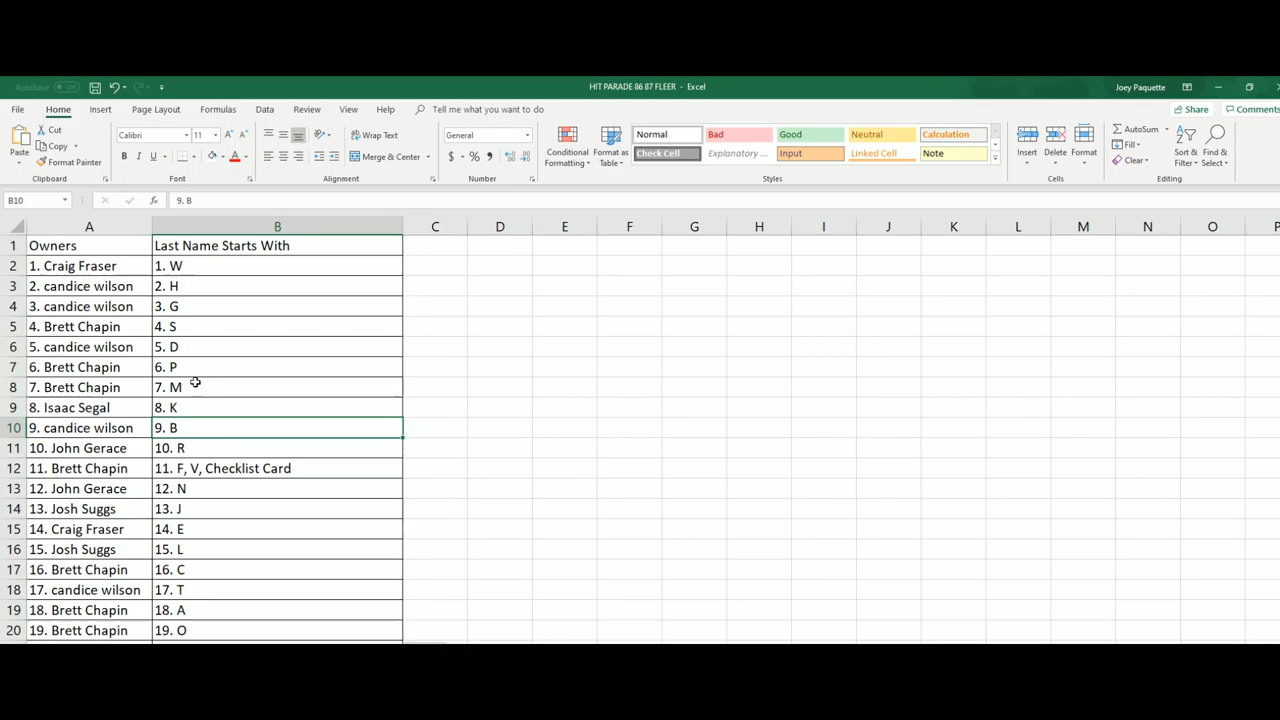 AutoSave Off HIT PARADE 86 87 FLEER - Excel Joey Paquette
File Home Insert Page Layout Formulas Data Review View Help Tell me what you want to do Share Comments
Paste Cut Copy Format Painter Clipboard
Calibri 11 A A B I U A Font
Wrap Text Merge & Center Alignment
General $ % , Number
Conditional Formatting Format as Table
Normal Bad Good Neutral Calculation
Check Cell Explanatory ... Input Linked Cell Note
Styles
Insert Delete Format Cells
AutoSum Fill Clear Sort & Filter Find & Select Editing
B10 fx 9. B
A B C D E F G H I J K L M N O P
1 Owners Last Name Starts With
2 1. Craig Fraser 1. W
3 2. candice wilson 2. H
4 3. candice wilson 3. G
5 4. Brett Chapin 4. S
6 5. candice wilson 5. D
7 6. Brett Chapin 6. P
8 7. Brett Chapin 7. M
9 8. Isaac Segal 8. K
10 9. candice wilson 9. B
11 10. John Gerace 10. R
12 11. Brett Chapin 11. F, V, Checklist Card
13 12. John Gerace 12. N
14 13. Josh Suggs 13. J
15 14. Craig Fraser 14. E
16 15. Josh Suggs 15. L
17 16. Brett Chapin 16. C
18 17. candice wilson 17. T
19 18. Brett Chapin 18. A
20 19. Brett Chapin 19. O